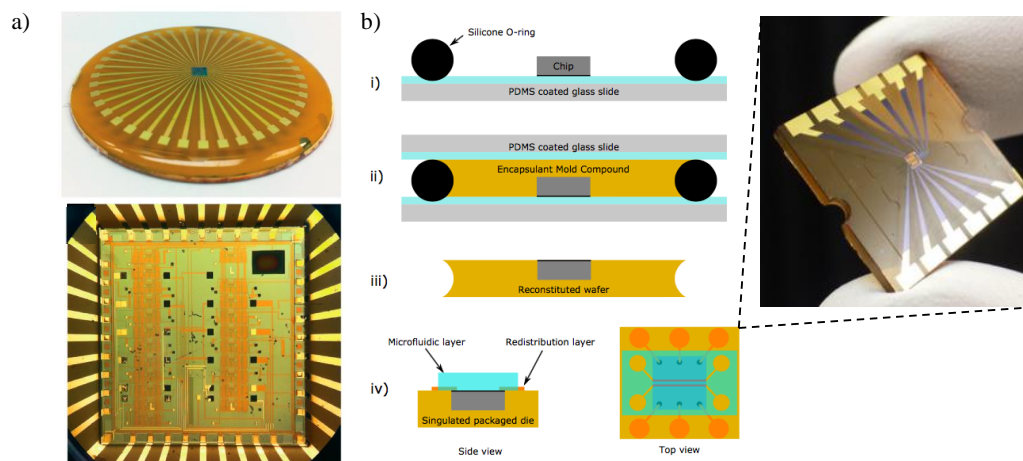 a)
b)
Silicone O-ring
Chip
i)
PDMS coated glass slide
PDMS coated glass slide
ii)
Encapsulant Mold Compound
iii)
Reconstituted wafer
Microfluidic layer
Redistribution layer
iv)
Singulated packaged die
Side view
Top view